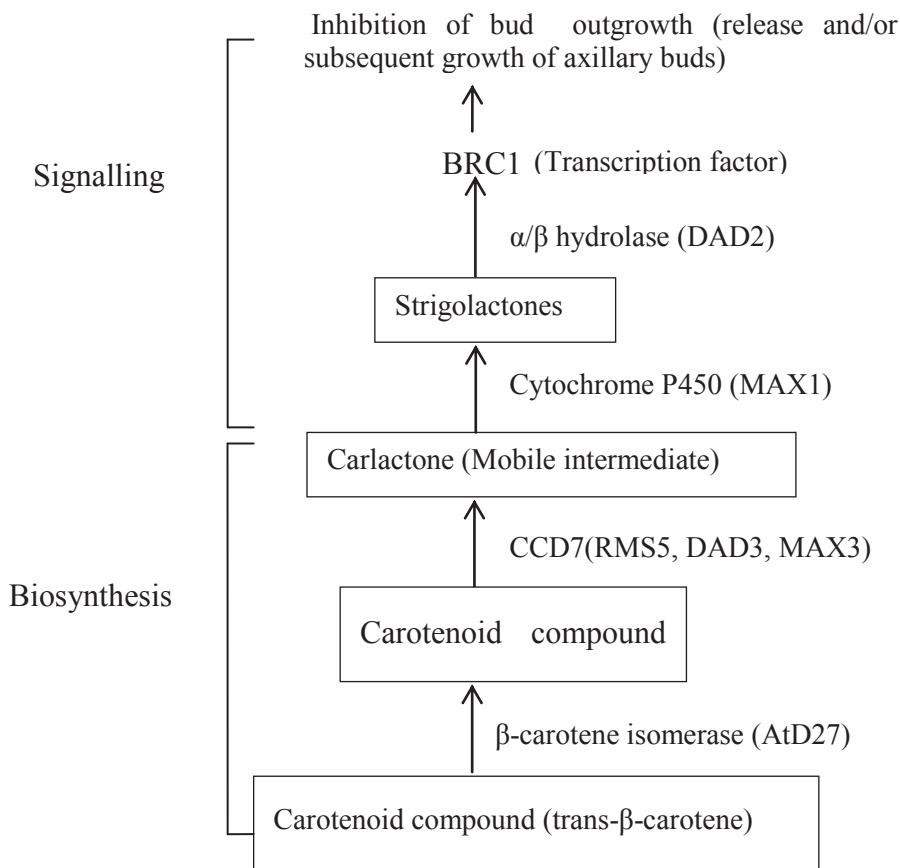 Inhibition of bud outgrowth (release and/or
subsequent growth of axillary buds)
Signalling
BRC1 (Transcription factor)
α/β hydrolase (DAD2)
Strigolactones
Cytochrome P450 (MAX1)
Carlactone (Mobile intermediate)
CCD7(RMS5, DAD3, MAX3)
Biosynthesis
Carotenoid compound
β-carotene isomerase (AtD27)
Carotenoid compound (trans-β-carotene)